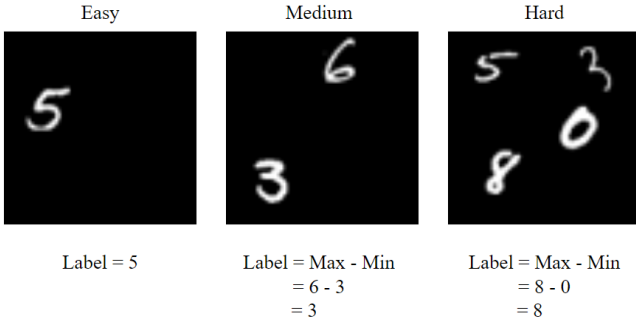 Easy
Medium
Hard
5
6
3
5
3
0
8
Label = 5
Label = Max - Min
= 6 - 3
= 3
Label = Max - Min
= 8 - 0
= 8